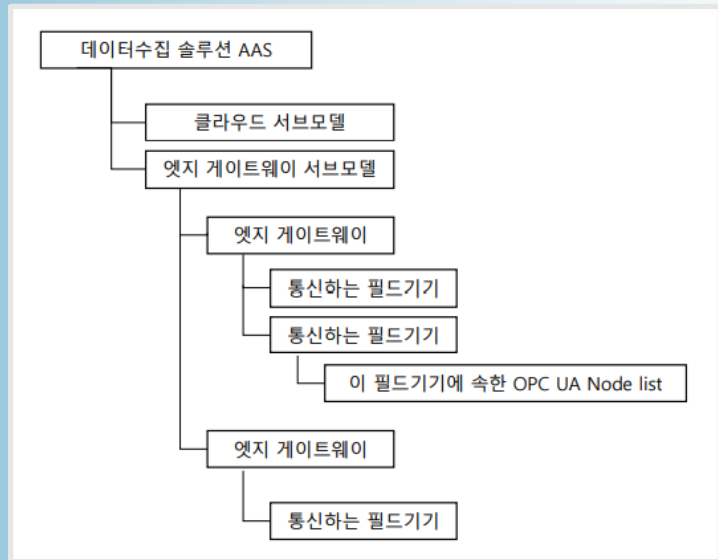 데이터수집 솔루션 AAS
클라우드 서브모델
엣지 게이트웨이 서브모델
엣지 게이트웨이
통신하는 필드기기
통신하는 필드기기
이 필드기기에 속한 OPC UA Node list
엣지 게이트웨이
통신하는 필드기기